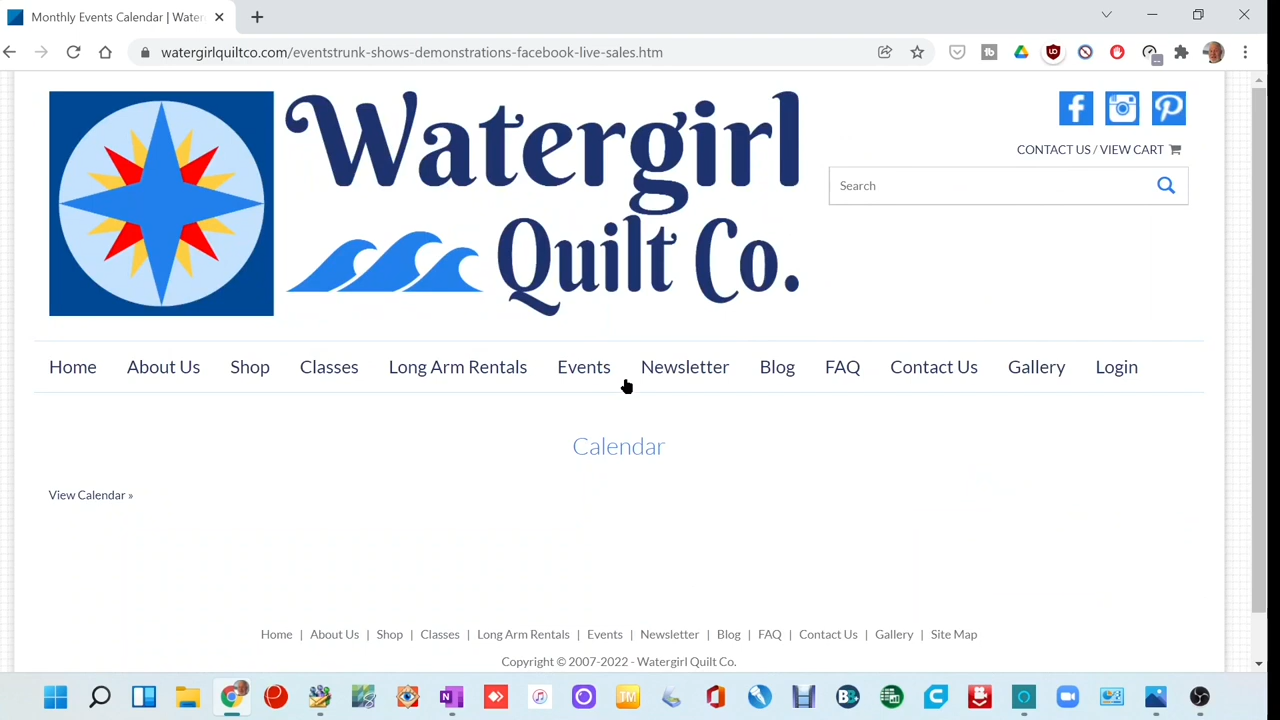 Monthly Events Calendar | Water
watergirlquiltco.com/eventstrunk-shows-demonstrations-facebook-live-sales.htm
Watergirl
Quilt Co.
CONTACT US / VIEW CART
Search
Home About Us Shop Classes Long Arm Rentals Events Newsletter Blog FAQ Contact Us Gallery Login
Calendar
View Calendar »
Home | About Us | Shop | Classes | Long Arm Rentals | Events | Newsletter | Blog | FAQ | Contact Us | Gallery | Site Map
Copyright © 2007-2022 - Watergirl Quilt Co.